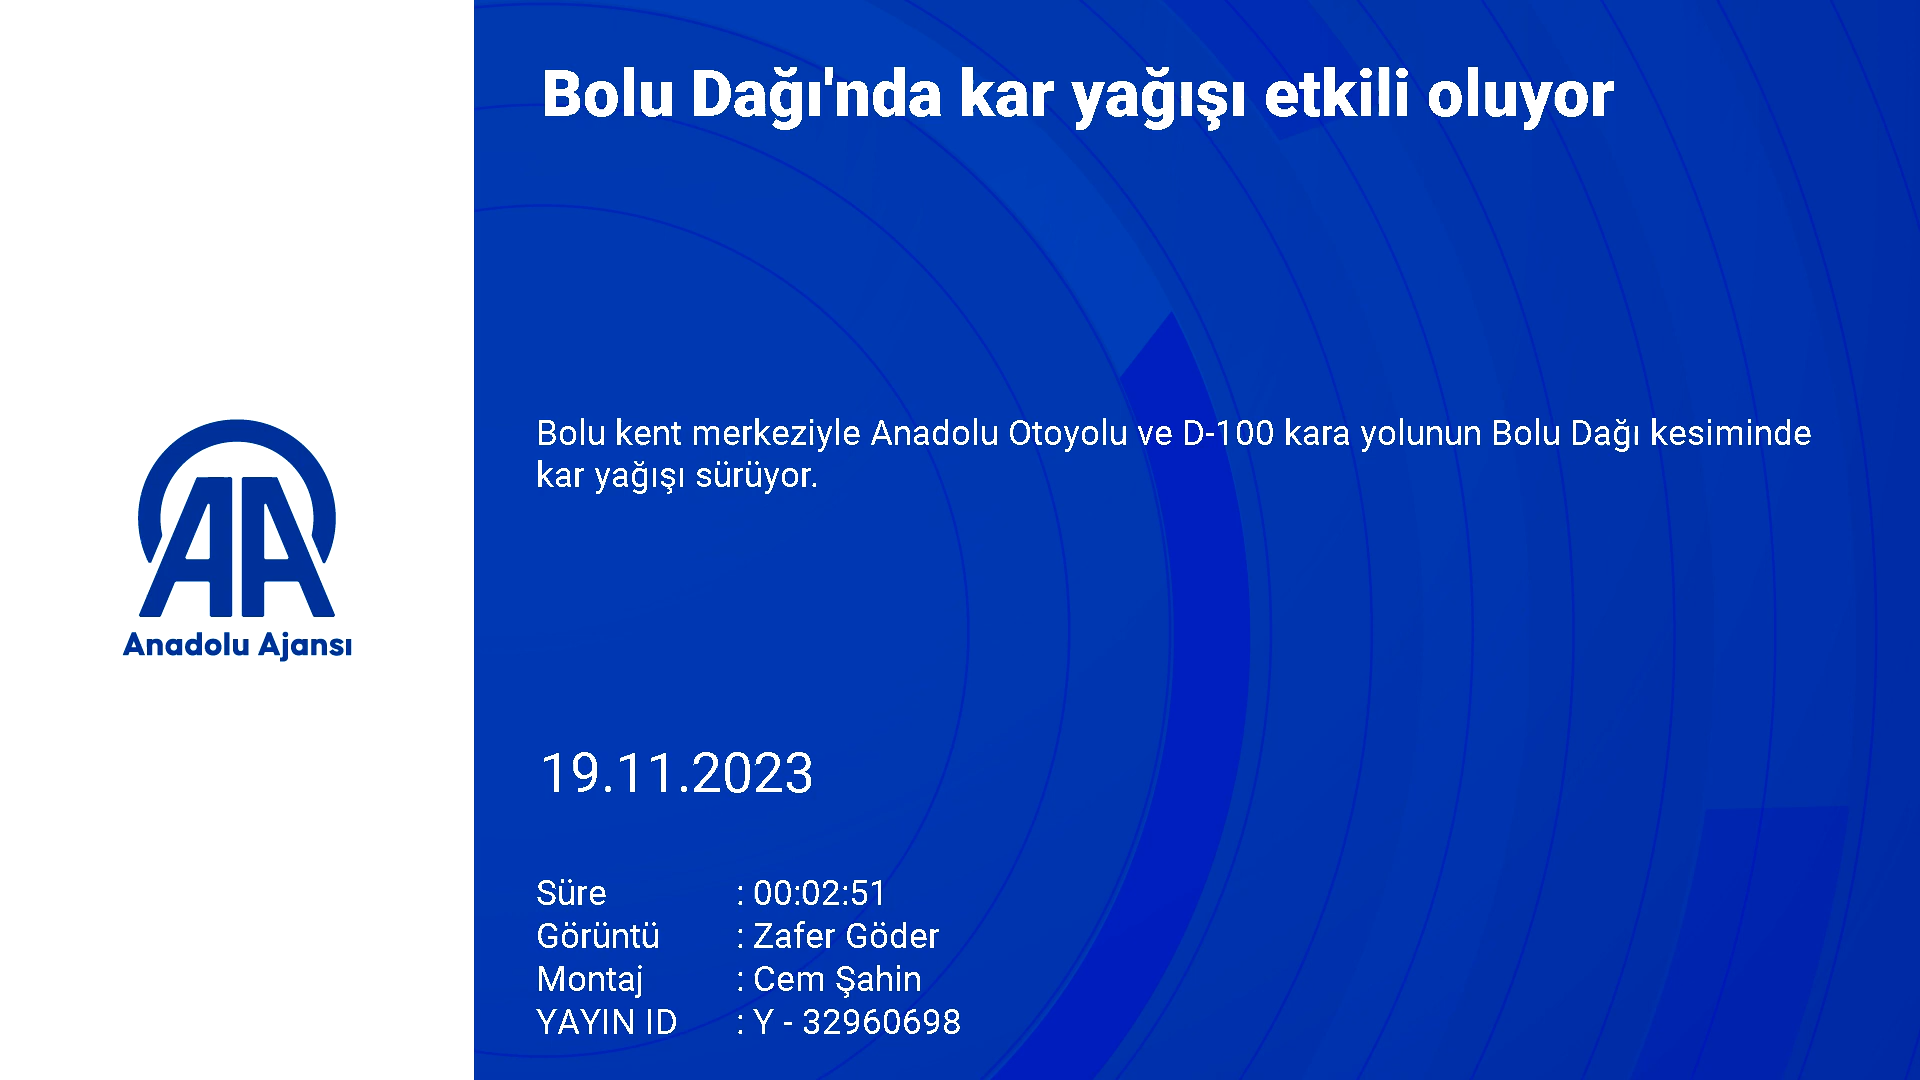 Bolu Dağı'nda kar yağışı etkili oluyor
Bolu kent merkeziyle Anadolu Otoyolu ve D-100 kara yolunun Bolu Dağı kesiminde
kar yağışı sürüyor.
AA
Anadolu Ajansı
19.11.2023
Süre : 00:02:51
Görüntü : Zafer Göder
Montaj : Cem Şahin
YAYIN ID : Y - 32960698